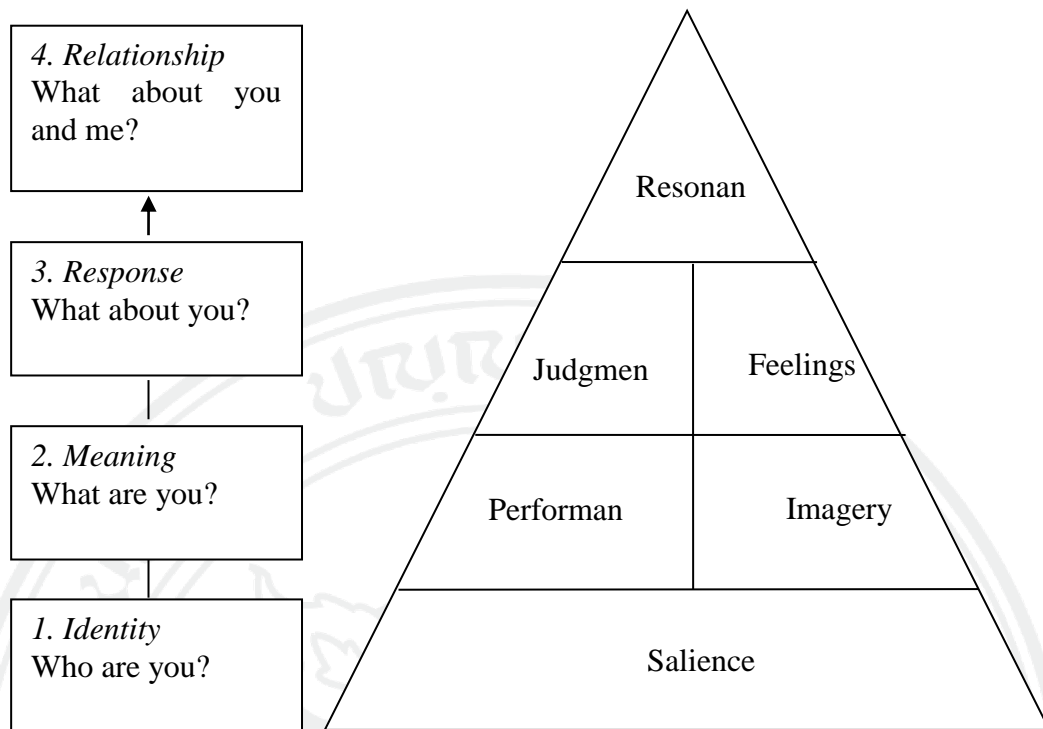 4. Relationship
What about you
and me?
Resonan
3. Response
What about you?
Judgmen
Feelings
2. Meaning
What are you?
Performan
Imagery
1. Identity
Who are you?
Salience